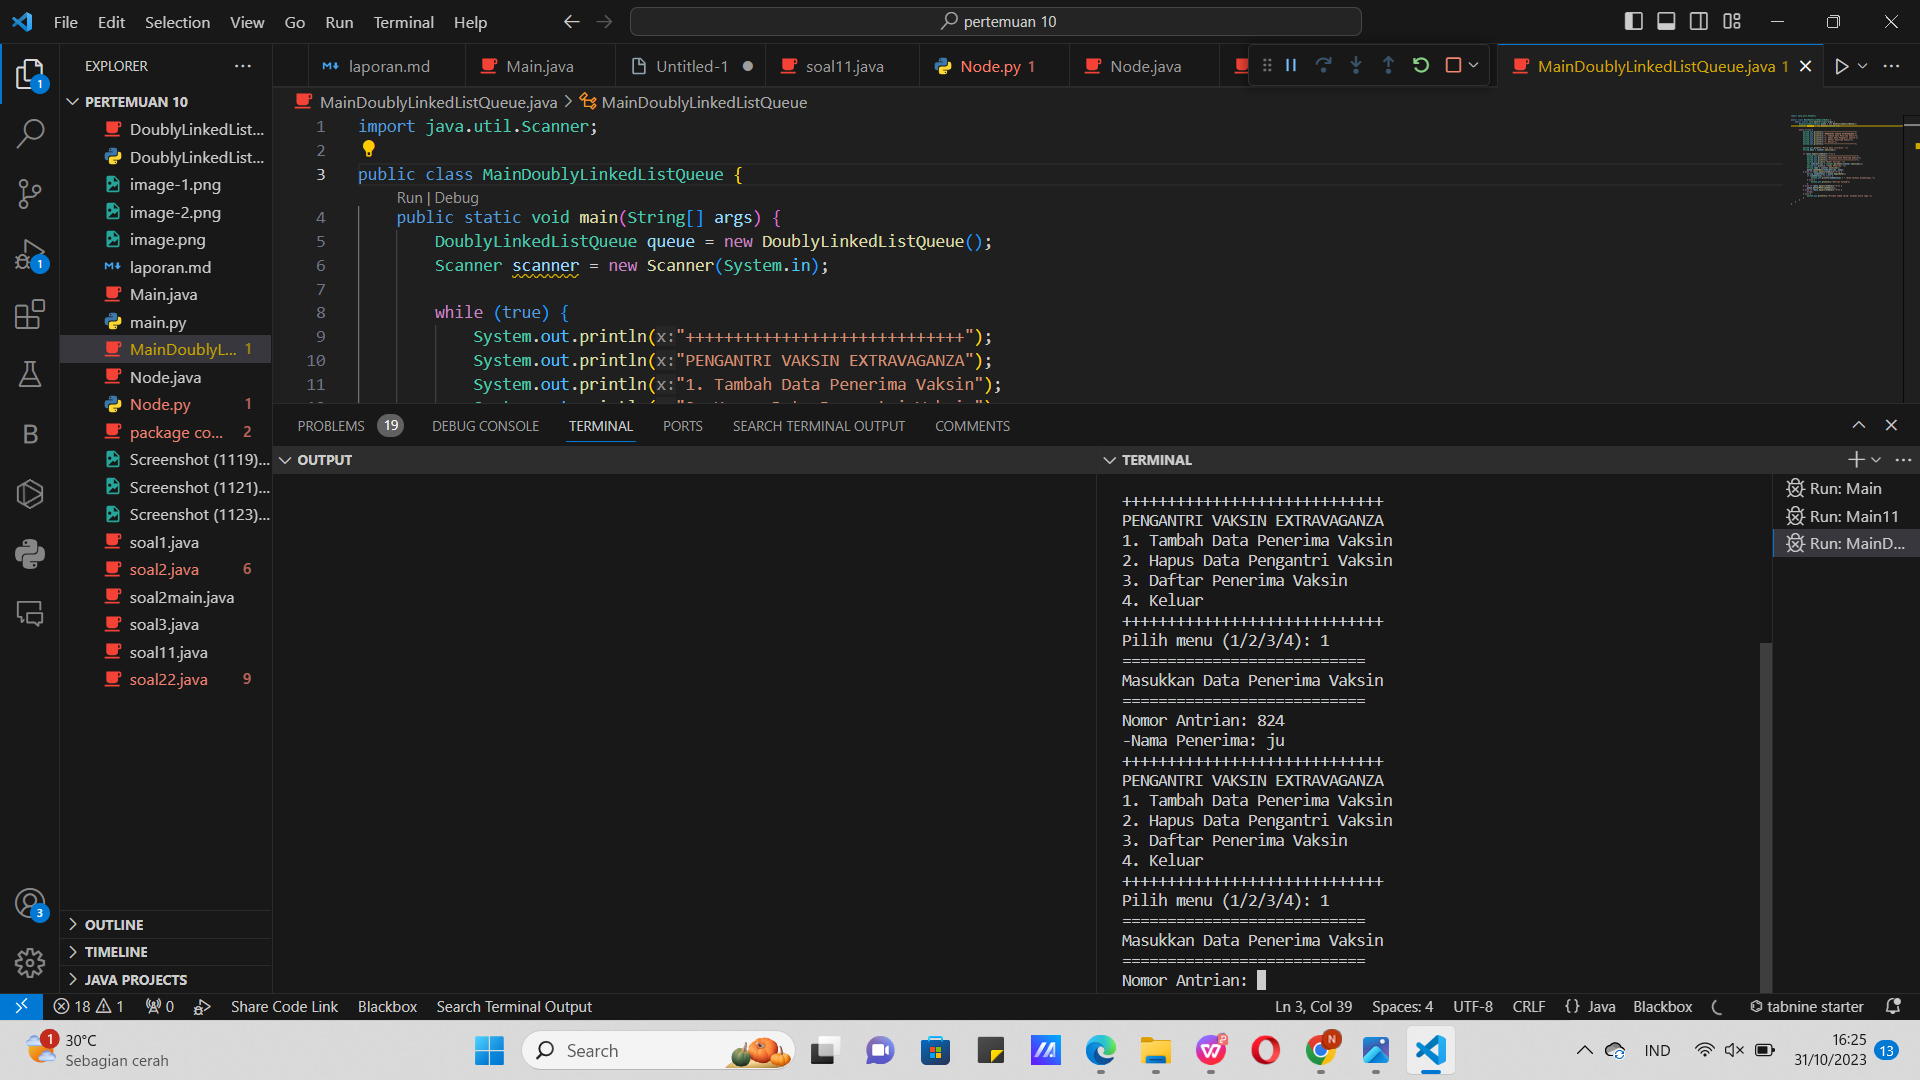 File Edit Selection View Go Run Terminal Help
pertemuan 10
EXPLORER
laporan.md
Main.java
Untitled-1
soal11.java
Node.py 1
Node.java
MainDoublyLinkedListQueue.java 1
PERTEMUAN 10
DoublyLinkedList...
DoublyLinkedList...
image-1.png
image-2.png
image.png
laporan.md
Main.java
main.py
MainDoublyL... 1
Node.java
Node.py 1
package co... 2
Screenshot (1119)...
Screenshot (1121)...
Screenshot (1123)...
soal1.java
soal2.java 6
soal2main.java
soal3.java
soal11.java
soal22.java 9
OUTLINE
TIMELINE
JAVA PROJECTS
1
1
3
MainDoublyLinkedListQueue.java > MainDoublyLinkedListQueue
1 import java.util.Scanner;
2
3 public class MainDoublyLinkedListQueue {
Run | Debug
4 public static void main(String[] args) {
5 DoublyLinkedListQueue queue = new DoublyLinkedListQueue();
6 Scanner scanner = new Scanner(System.in);
7
8 while (true) {
9 System.out.println(x:"+++++++++++++++++++++++++++++");
10 System.out.println(x:"PENGANTRI VAKSIN EXTRAVAGANZA");
11 System.out.println(x:"1. Tambah Data Penerima Vaksin");
PROBLEMS 19 DEBUG CONSOLE TERMINAL PORTS SEARCH TERMINAL OUTPUT COMMENTS
OUTPUT
TERMINAL
+++++++++++++++++++++++++++++
PENGANTRI VAKSIN EXTRAVAGANZA
1. Tambah Data Penerima Vaksin
2. Hapus Data Pengantri Vaksin
3. Daftar Penerima Vaksin
4. Keluar
+++++++++++++++++++++++++++++
Pilih menu (1/2/3/4): 1
===========================
Masukkan Data Penerima Vaksin
===========================
Nomor Antrian: 824
-Nama Penerima: ju
+++++++++++++++++++++++++++++
PENGANTRI VAKSIN EXTRAVAGANZA
1. Tambah Data Penerima Vaksin
2. Hapus Data Pengantri Vaksin
3. Daftar Penerima Vaksin
4. Keluar
+++++++++++++++++++++++++++++
Pilih menu (1/2/3/4): 1
===========================
Masukkan Data Penerima Vaksin
===========================
Nomor Antrian:
Run: Main
Run: Main11
Run: MainD...
18 1 0 Share Code Link Blackbox Search Terminal Output
Ln 3, Col 39 Spaces: 4 UTF-8 CRLF {} Java Blackbox tabnine starter
1
30°C
Sebagian cerah
Search
N
IND
16:25
31/10/2023
13